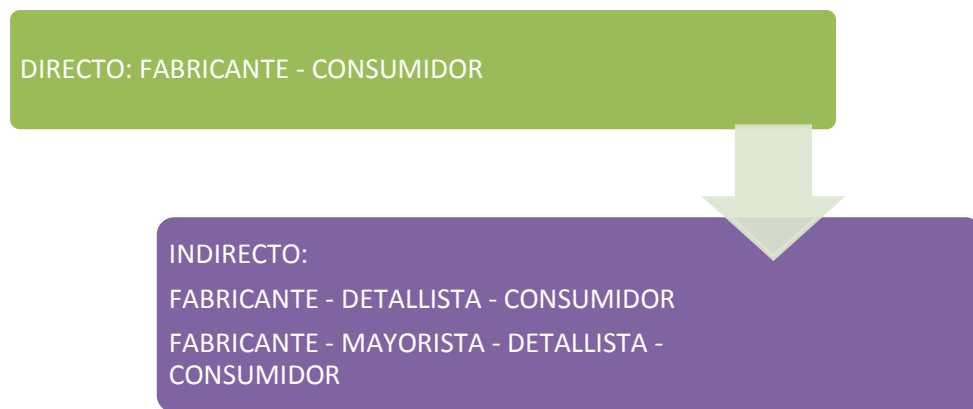 DIRECTO: FABRICANTE - CONSUMIDOR
INDIRECTO:
FABRICANTE - DETALLISTA - CONSUMIDOR
FABRICANTE - MAYORISTA - DETALLISTA -
CONSUMIDOR